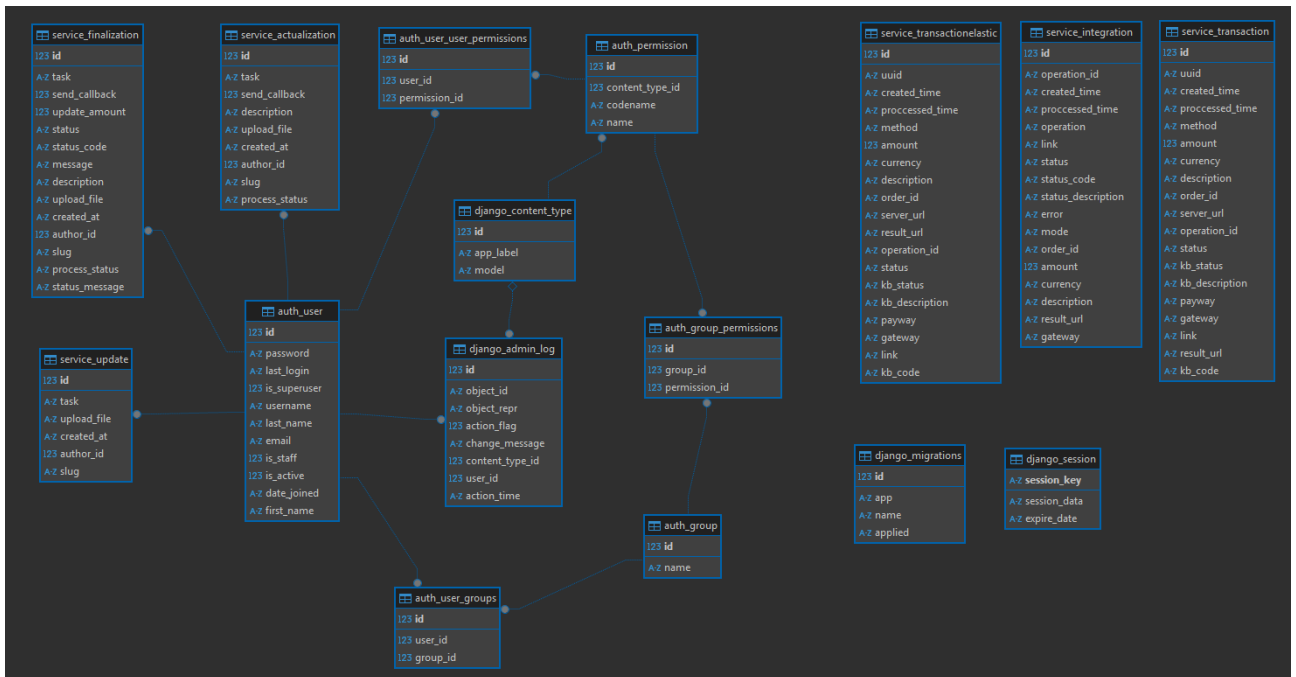 service_finalization
123 id
A-Z task
123 send_callback
123 update_amount
A-Z status
A-Z status_code
A-Z message
A-Z description
A-Z upload_file
A-Z created_at
123 author_id
A-Z slug
A-Z process_status
A-Z status_message
service_actualization
123 id
A-Z task
123 send_callback
A-Z description
A-Z upload_file
A-Z created_at
123 author_id
A-Z slug
A-Z process_status
auth_user_user_permissions
123 id
123 user_id
123 permission_id
auth_permission
123 id
123 content_type_id
A-Z codename
A-Z name
service_transactionelastic
123 id
A-Z uuid
A-Z created_time
A-Z proccessed_time
A-Z method
123 amount
A-Z currency
A-Z description
A-Z order_id
A-Z server_url
A-Z result_url
A-Z operation_id
A-Z status
A-Z kb_status
A-Z kb_description
A-Z payway
A-Z gateway
A-Z link
A-Z kb_code
service_integration
123 id
A-Z operation_id
A-Z created_time
A-Z proccessed_time
A-Z operation
A-Z link
A-Z status
A-Z status_code
A-Z status_description
A-Z error
A-Z mode
A-Z order_id
123 amount
A-Z currency
A-Z description
A-Z result_url
A-Z gateway
service_transaction
123 id
A-Z uuid
A-Z created_time
A-Z proccessed_time
A-Z method
123 amount
A-Z currency
A-Z description
A-Z order_id
A-Z server_url
A-Z operation_id
A-Z status
A-Z kb_status
A-Z kb_description
A-Z payway
A-Z gateway
A-Z link
A-Z result_url
A-Z kb_code
django_content_type
123 id
A-Z app_label
A-Z model
auth_user
123 id
A-Z password
A-Z last_login
123 is_superuser
A-Z username
A-Z last_name
A-Z email
123 is_staff
123 is_active
A-Z date_joined
A-Z first_name
auth_group_permissions
123 id
123 group_id
123 permission_id
service_update
123 id
A-Z task
A-Z upload_file
A-Z created_at
123 author_id
A-Z slug
django_admin_log
123 id
A-Z object_id
A-Z object_repr
123 action_flag
A-Z change_message
123 content_type_id
123 user_id
A-Z action_time
django_migrations
123 id
A-Z app
A-Z name
A-Z applied
django_session
A-Z session_key
A-Z session_data
A-Z expire_date
auth_group
123 id
A-Z name
auth_user_groups
123 id
123 user_id
123 group_id